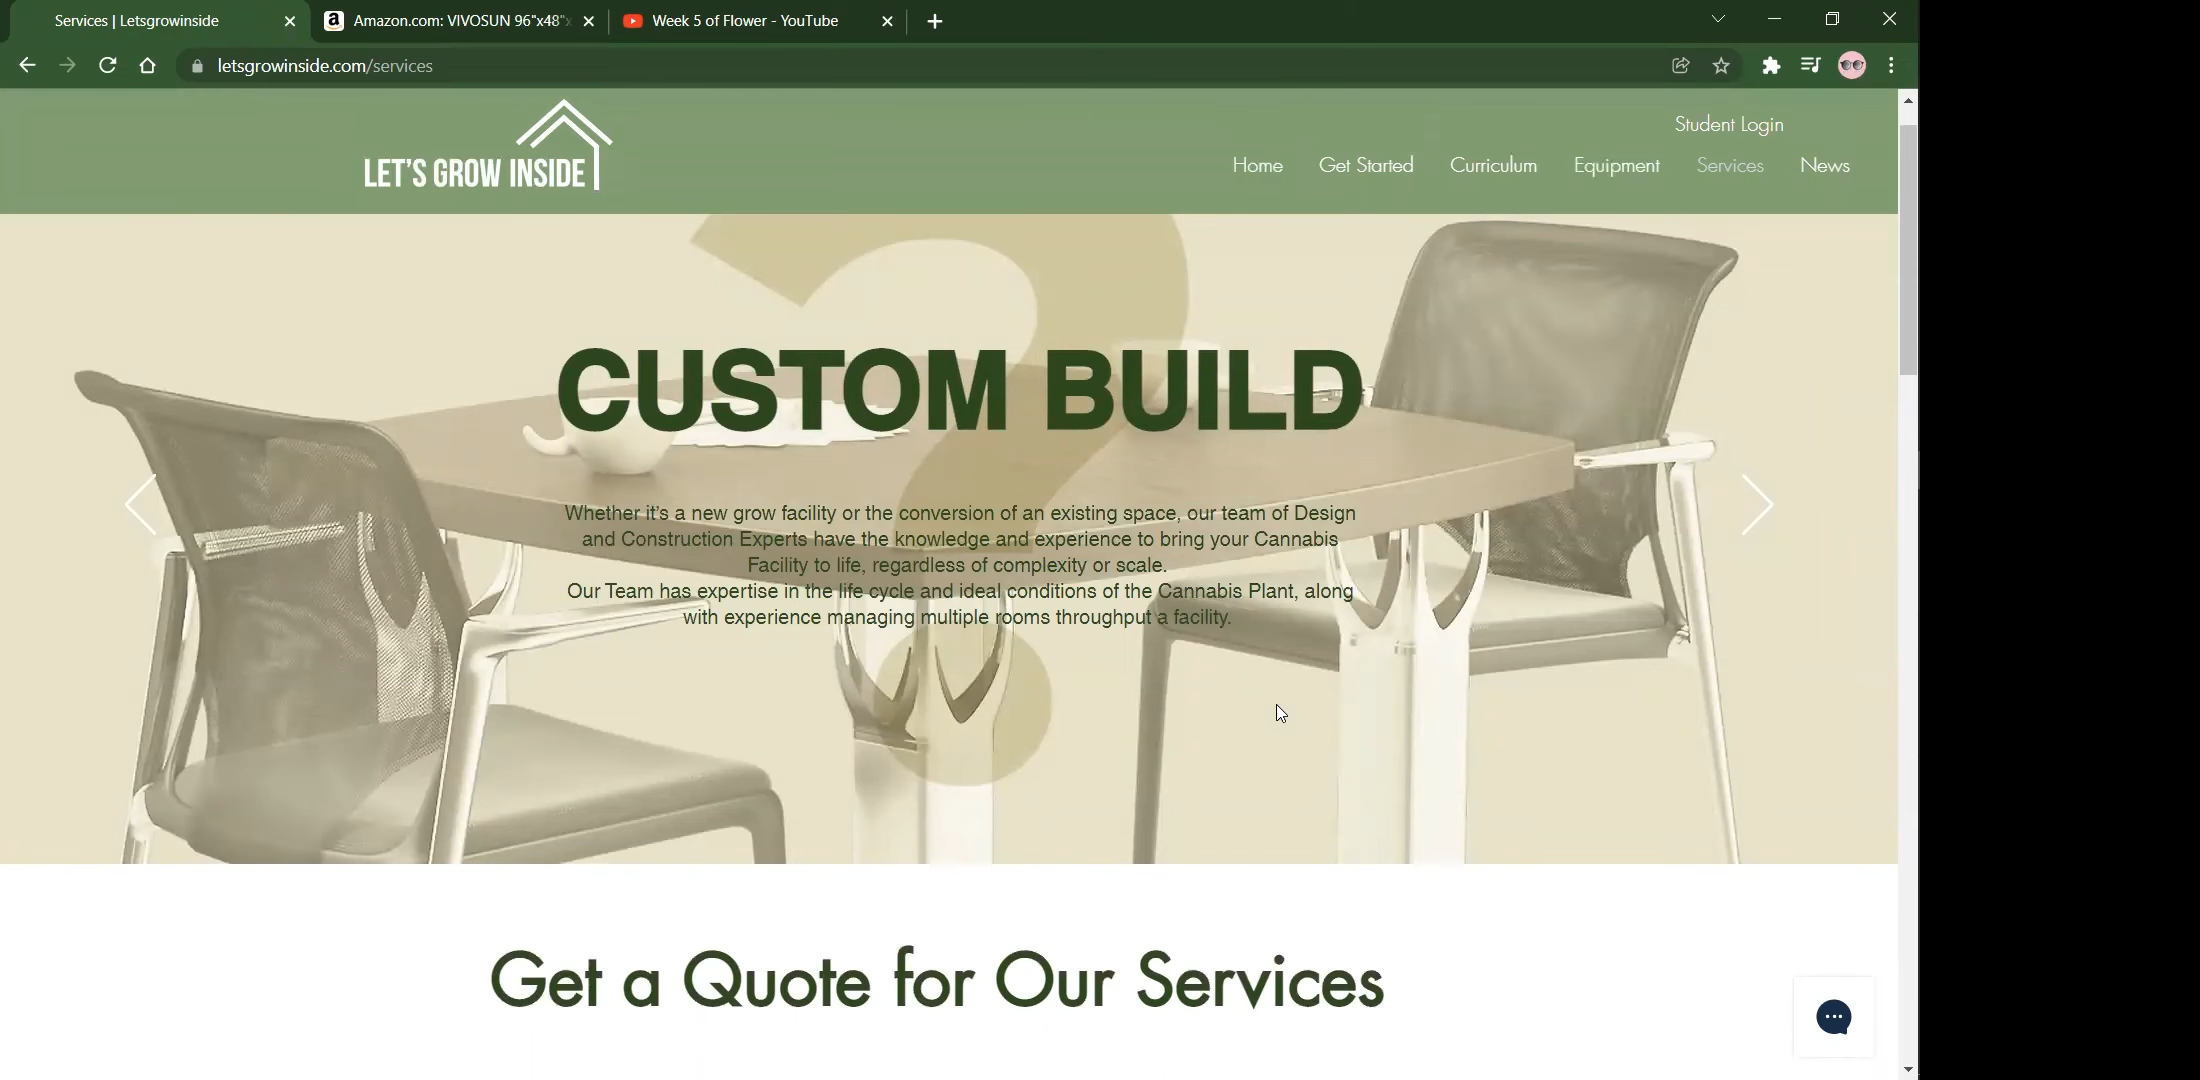 Services | Letsgrowinside
Amazon.com: VIVOSUN 96"x48"x
Week 5 of Flower - YouTube
letsgrowinside.com/services
LET'S GROW INSIDE
Student Login
Home Get Started Curriculum Equipment Services News
CUSTOM BUILD
Whether it's a new grow facility or the conversion of an existing space, our team of Design
and Construction Experts have the knowledge and experience to bring your Cannabis
Facility to life, regardless of complexity or scale.
Our Team has expertise in the life cycle and ideal conditions of the Cannabis Plant, along
with experience managing multiple rooms throughput a facility.
Get a Quote for Our Services